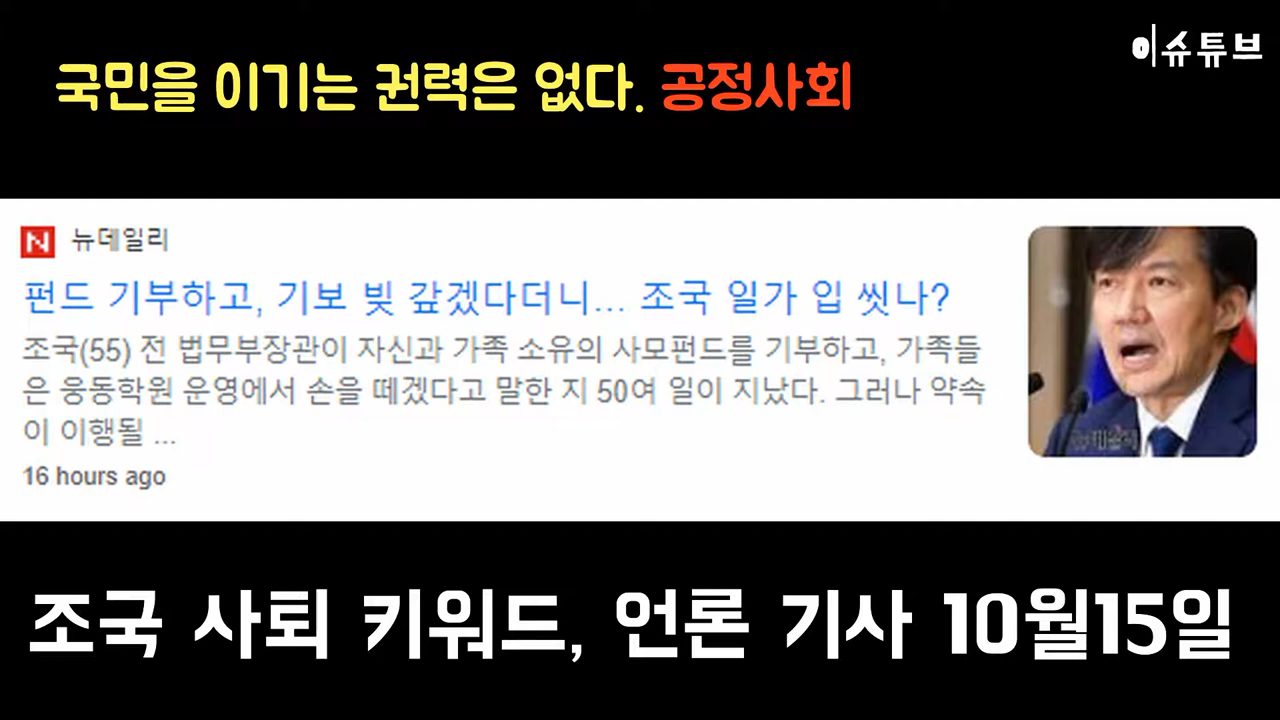 이슈튜브
국민을 이기는 권력은 없다. 공정사회
뉴데일리
펀드 기부하고, 기보 빚 갚겠다더니... 조국 일가 입 씻나?
조국(55) 전 법무부장관이 자신과 가족 소유의 사모펀드를 기부하고, 가족들
은 웅동학원 운영에서 손을 떼겠다고 말한 지 50여 일이 지났다. 그러나 약속
이 이행될 ...
16 hours ago
뉴데일리
조국 사퇴 키워드, 언론 기사 10월15일